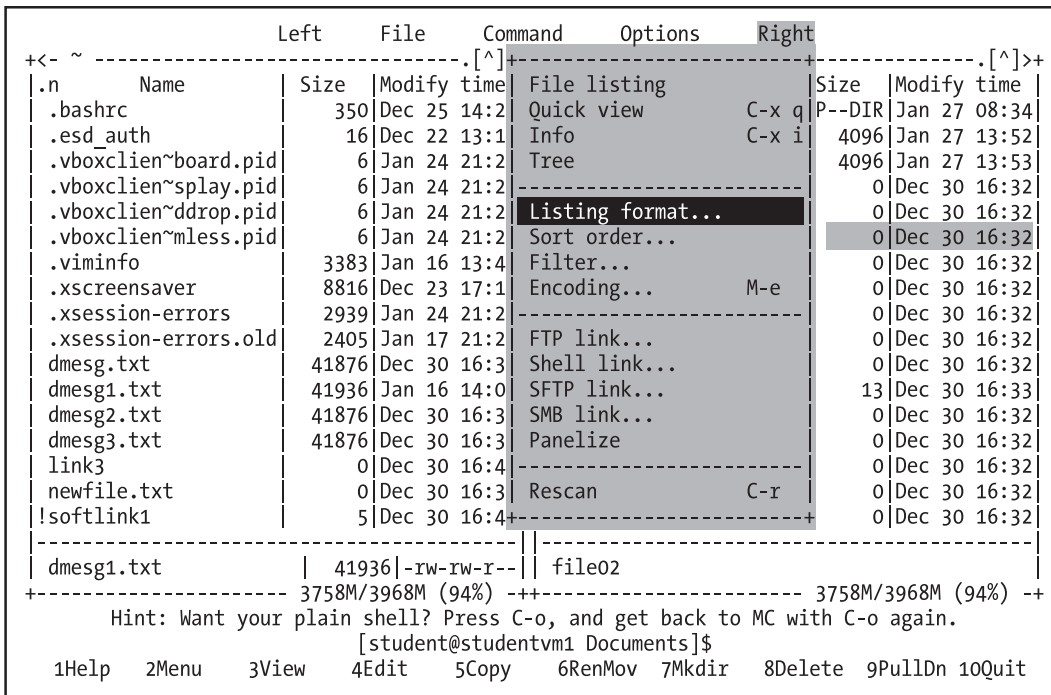 Left File Command Options Right
+<- ~ ---------------------------------.[^]+-----------------------------+----------------.[^]>+
|.n Name | Size |Modify time| File listing |Size |Modify time |
| .bashrc | 350|Dec 25 14:2| Quick view C-x q|P--DIR|Jan 27 08:34|
| .esd_auth | 16|Dec 22 13:1| Info C-x i| 4096|Jan 27 13:52|
| .vboxclien~board.pid| 6|Jan 24 21:2| Tree | 4096|Jan 27 13:53|
| .vboxclien~splay.pid| 6|Jan 24 21:2|-----------------------------| 0|Dec 30 16:32|
| .vboxclien~ddrop.pid| 6|Jan 24 21:2| Listing format... | 0|Dec 30 16:32|
| .vboxclien~mless.pid| 6|Jan 24 21:2| Sort order... | 0|Dec 30 16:32|
| .viminfo | 3383|Jan 16 13:4| Filter... | 0|Dec 30 16:32|
| .xscreensaver | 8816|Dec 23 17:1| Encoding... M-e | 0|Dec 30 16:32|
| .xsession-errors | 2939|Jan 24 21:2|-----------------------------| 0|Dec 30 16:32|
| .xsession-errors.old| 2405|Jan 17 21:2| FTP link... | 0|Dec 30 16:32|
| dmesg.txt | 41876|Dec 30 16:3| Shell link... | 0|Dec 30 16:32|
| dmesg1.txt | 41936|Jan 16 14:0| SFTP link... | 13|Dec 30 16:33|
| dmesg2.txt | 41876|Dec 30 16:3| SMB link... | 0|Dec 30 16:32|
| dmesg3.txt | 41876|Dec 30 16:3| Panelize | 0|Dec 30 16:32|
| link3 | 0|Dec 30 16:4|-----------------------------| 0|Dec 30 16:32|
| newfile.txt | 0|Dec 30 16:3| Rescan C-r | 0|Dec 30 16:32|
|!softlink1 | 5|Dec 30 16:4+-----------------------------+ 0|Dec 30 16:32|
|-----------------------------------------------||------------------------------------------------|
| dmesg1.txt | 41936|-rw-rw-r--|| file02
+------------------------ 3758M/3968M (94%) -++------------------------- 3758M/3968M (94%) -+
Hint: Want your plain shell? Press C-o, and get back to MC with C-o again.
[student@studentvm1 Documents]$
1Help 2Menu 3View 4Edit 5Copy 6RenMov 7Mkdir 8Delete 9PullDn 10Quit